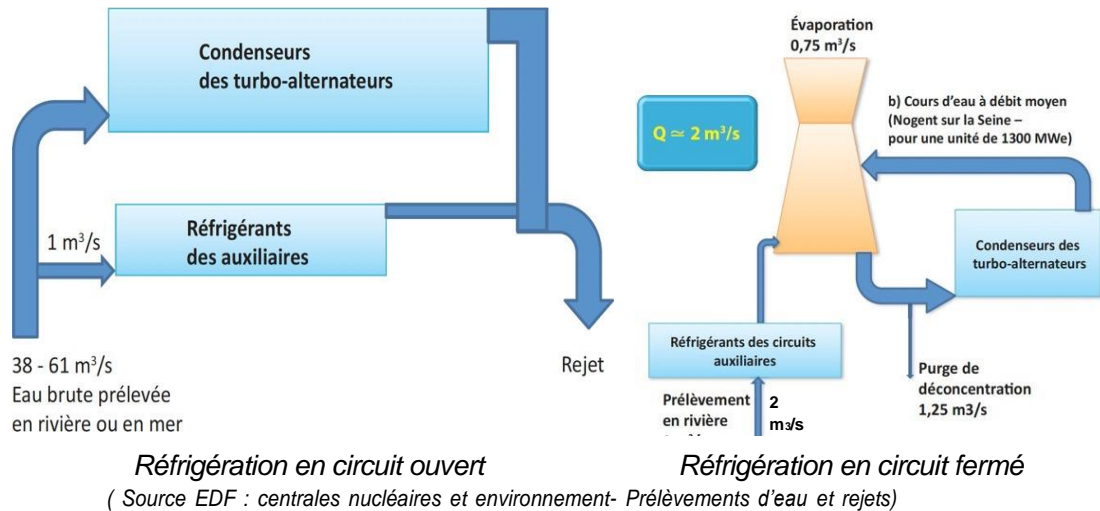 Condenseurs
des turbo-alternateurs
1 m³/s
Réfrigérants
des auxiliaires
38 - 61 m³/s
Eau brute prélevée
en rivière ou en mer
Rejet
Évaporation
0,75 m³/s
Q ≃ 2 m³/s
b) Cours d'eau à débit moyen
(Nogent sur la Seine –
pour une unité de 1300 MWe)
Condenseurs des
turbo-alternateurs
Réfrigérants des circuits
auxiliaires
Prélèvement
en rivière
2
m3/s
Purge de
déconcentration
1,25 m3/s
Réfrigération en circuit ouvert
Réfrigération en circuit fermé
( Source EDF : centrales nucléaires et environnement- Prélèvements d'eau et rejets)